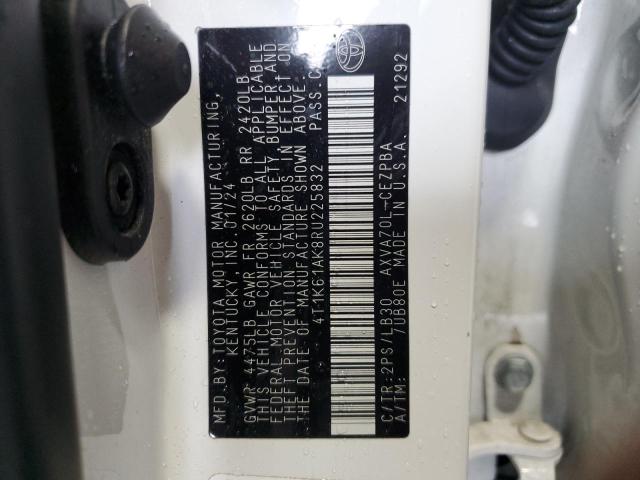 MFD.BY: TOYOTA MOTOR MANUFACTURING,
KENTUCKY, INC. 01/24
GVWR 4475LB GAWR FR 2620LB RR 2420LB
THIS VEHICLE CONFORMS TO ALL APPLICABLE
FEDERAL MOTOR VEHICLE SAFETY, BUMPER AND
THEFT PREVENTION STANDARDS IN EFFECT ON
THE DATE OF MANUFACTURE SHOWN ABOVE.
4T1K61AK8RU225832 PASS.C
C/TR:2PS/LB30 AXVA70L-CEZPBA
A/TM: 7UB80E MADE IN U.S.A. 21292